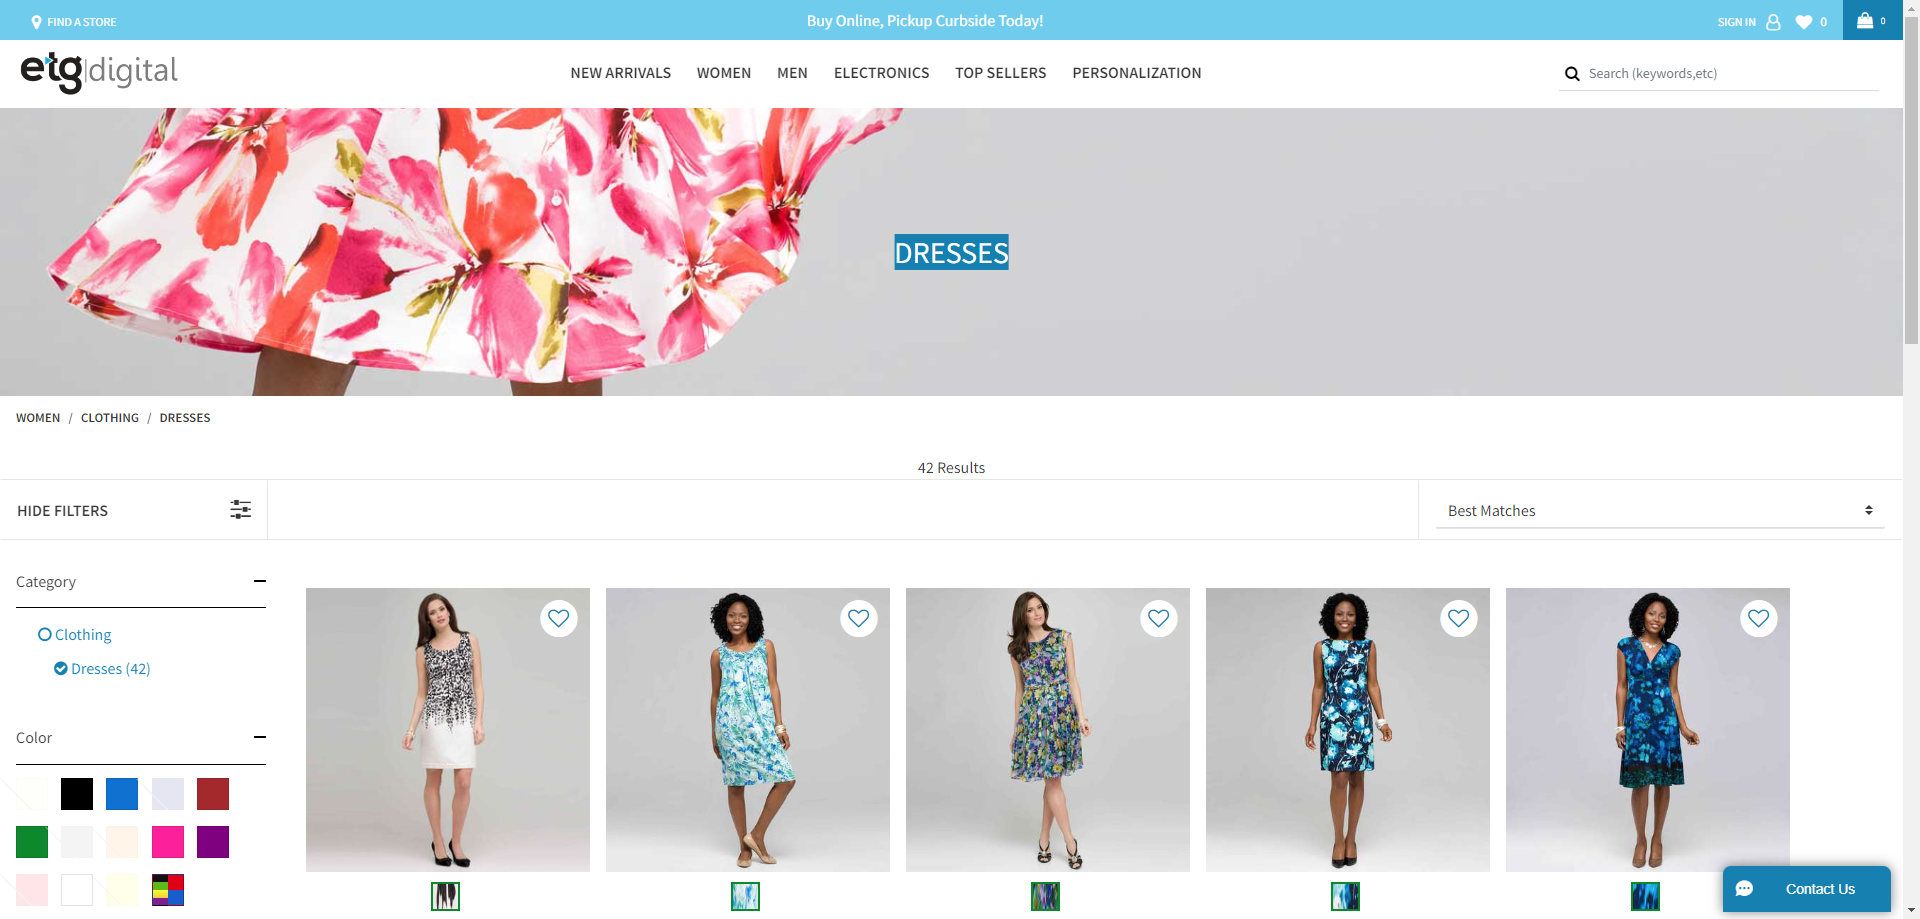 FIND A STORE
Buy Online, Pickup Curbside Today!
SIGN IN
0
0
etg|digital
NEW ARRIVALS
WOMEN
MEN
ELECTRONICS
TOP SELLERS
PERSONALIZATION
Search (keywords,etc)
DRESSES
WOMEN / CLOTHING / DRESSES
42 Results
HIDE FILTERS
Best Matches
Category
Clothing
Dresses (42)
Color
Contact Us